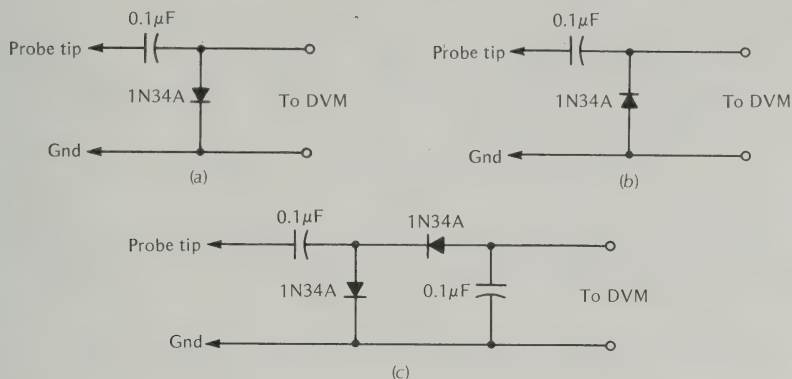 0.1µF
Probe tip
1N34A
To DVM
Gnd
(a)
0.1µF
Probe tip
1N34A
To DVM
Gnd
(b)
0.1µF
1N34A
Probe tip
1N34A
0.1µF
To DVM
Gnd
(c)